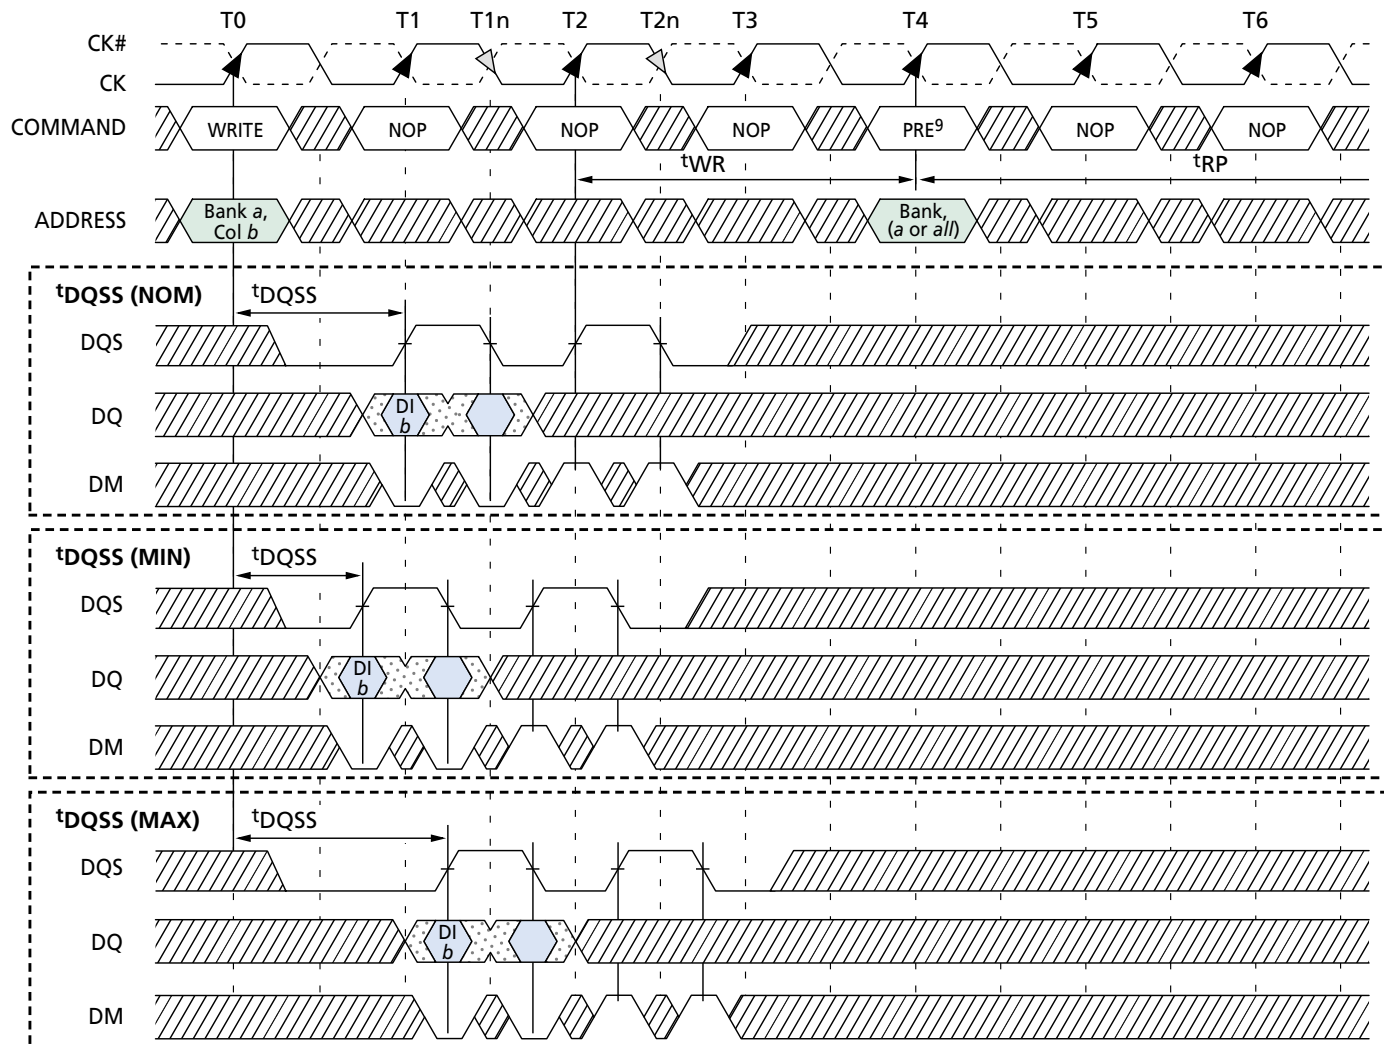 T0 T1 T1n T2 T2n T3 T4 T5 T6
CK#
CK
COMMAND WRITE NOP NOP NOP PRE9 NOP NOP
tWR tRP
ADDRESS Bank a, Col b Bank, (a or all)
tDQSS (NOM) tDQSS
DQS
DQ DI b
DM
tDQSS (MIN) tDQSS
DQS
DQ DI b
DM
tDQSS (MAX) tDQSS
DQS
DQ DI b
DM